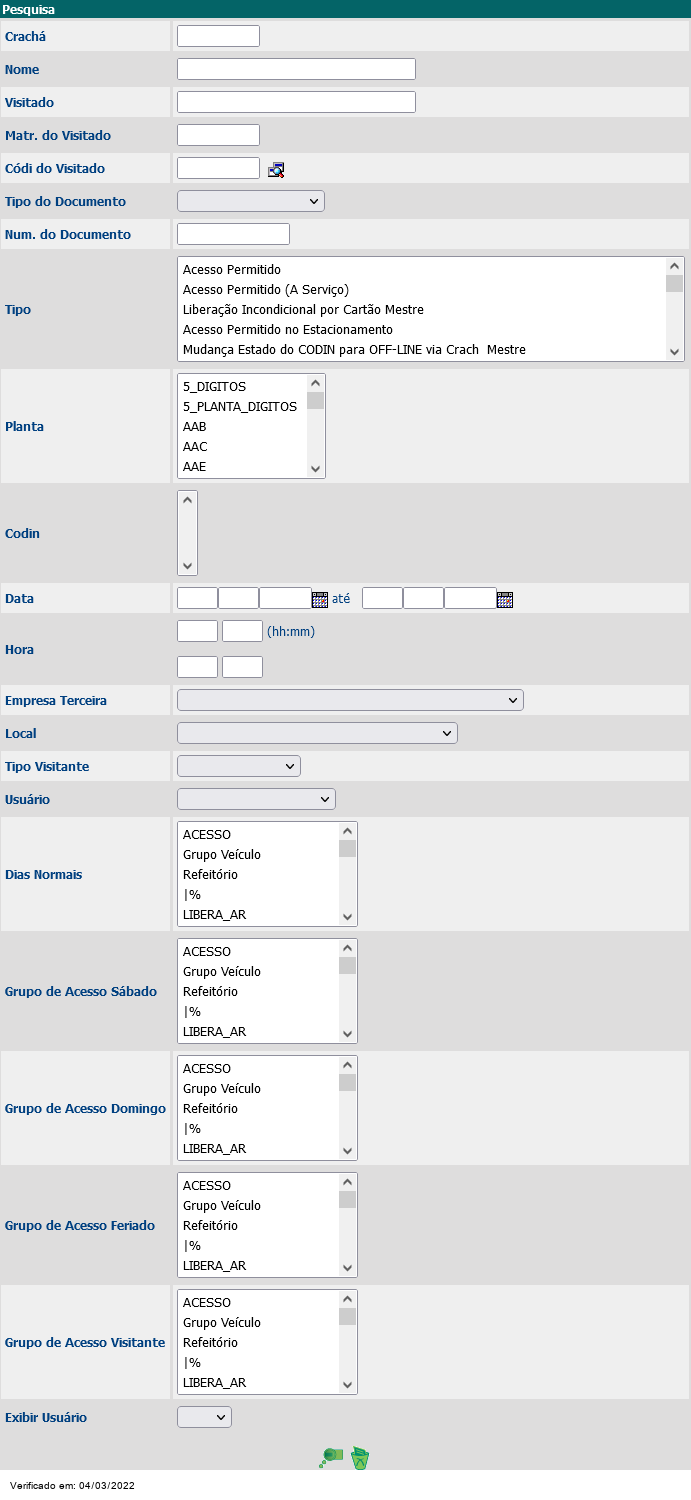 Pesquisa
Crachá
Nome
Visitado
Matr. do Visitado
Códi do Visitado
Tipo do Documento
Num. do Documento
Tipo
Acesso Permitido
Acesso Permitido (A Serviço)
Liberação Incondicional por Cartão Mestre
Acesso Permitido no Estacionamento
Mudança Estado do CODIN para OFF-LINE via Crach Mestre
Planta
5_DIGITOS
5_PLANTA_DIGITOS
AAB
AAC
AAE
Codin
Data
até
Hora
(hh:mm)
Empresa Terceira
Local
Tipo Visitante
Usuário
Dias Normais
ACESSO
Grupo Veículo
Refeitório
|%
LIBERA_AR
Grupo de Acesso Sábado
ACESSO
Grupo Veículo
Refeitório
|%
LIBERA_AR
Grupo de Acesso Domingo
ACESSO
Grupo Veículo
Refeitório
|%
LIBERA_AR
Grupo de Acesso Feriado
ACESSO
Grupo Veículo
Refeitório
|%
LIBERA_AR
Grupo de Acesso Visitante
ACESSO
Grupo Veículo
Refeitório
|%
LIBERA_AR
Exibir Usuário
Verificado em: 04/03/2022